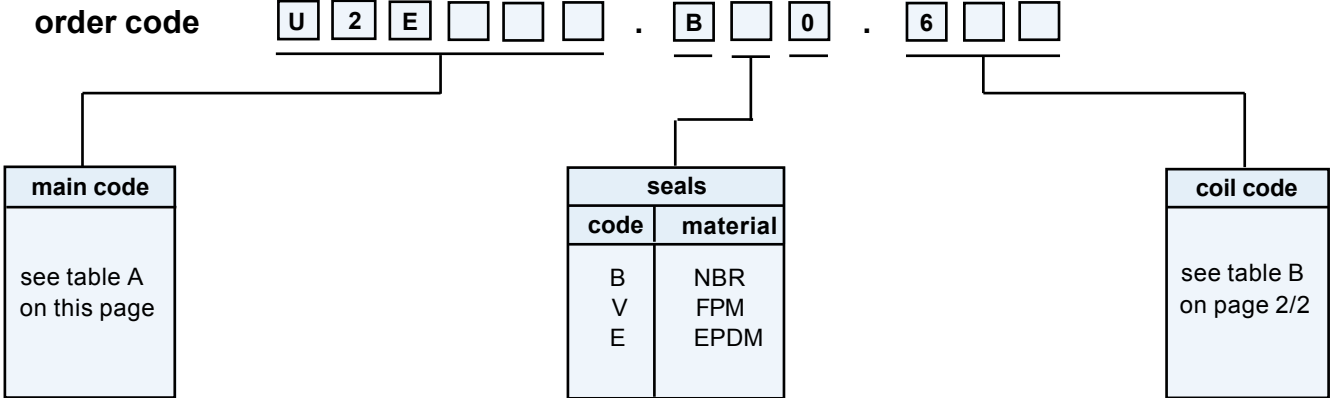 order code U 2 E . B 0 . 6
main code
see table A
on this page
seals
code material
B NBR
V FPM
E EPDM
coil code
see table B
on page 2/2